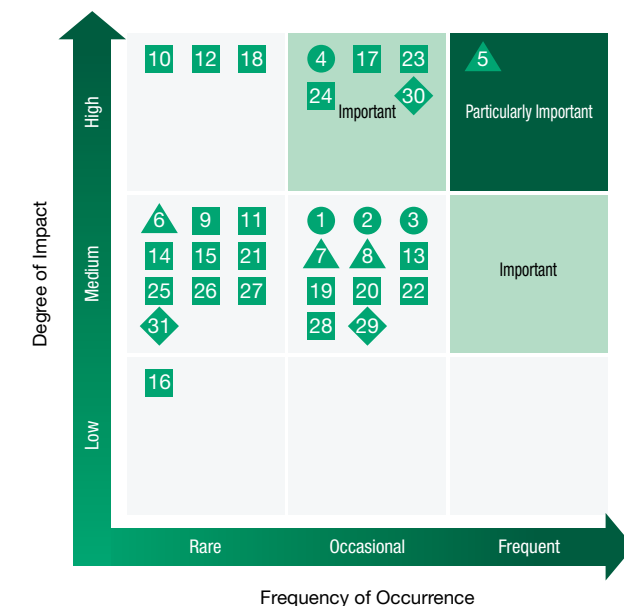 Degree of Impact
High
Medium
Low
10 12 18
4 17 23
24 Important 30
5
Particularly Important
6 9 11
14 15 21
25 26 27
31
1 2 3
7 8 13
19 20 22
28 29
Important
16
Rare Occasional Frequent
Frequency of Occurrence